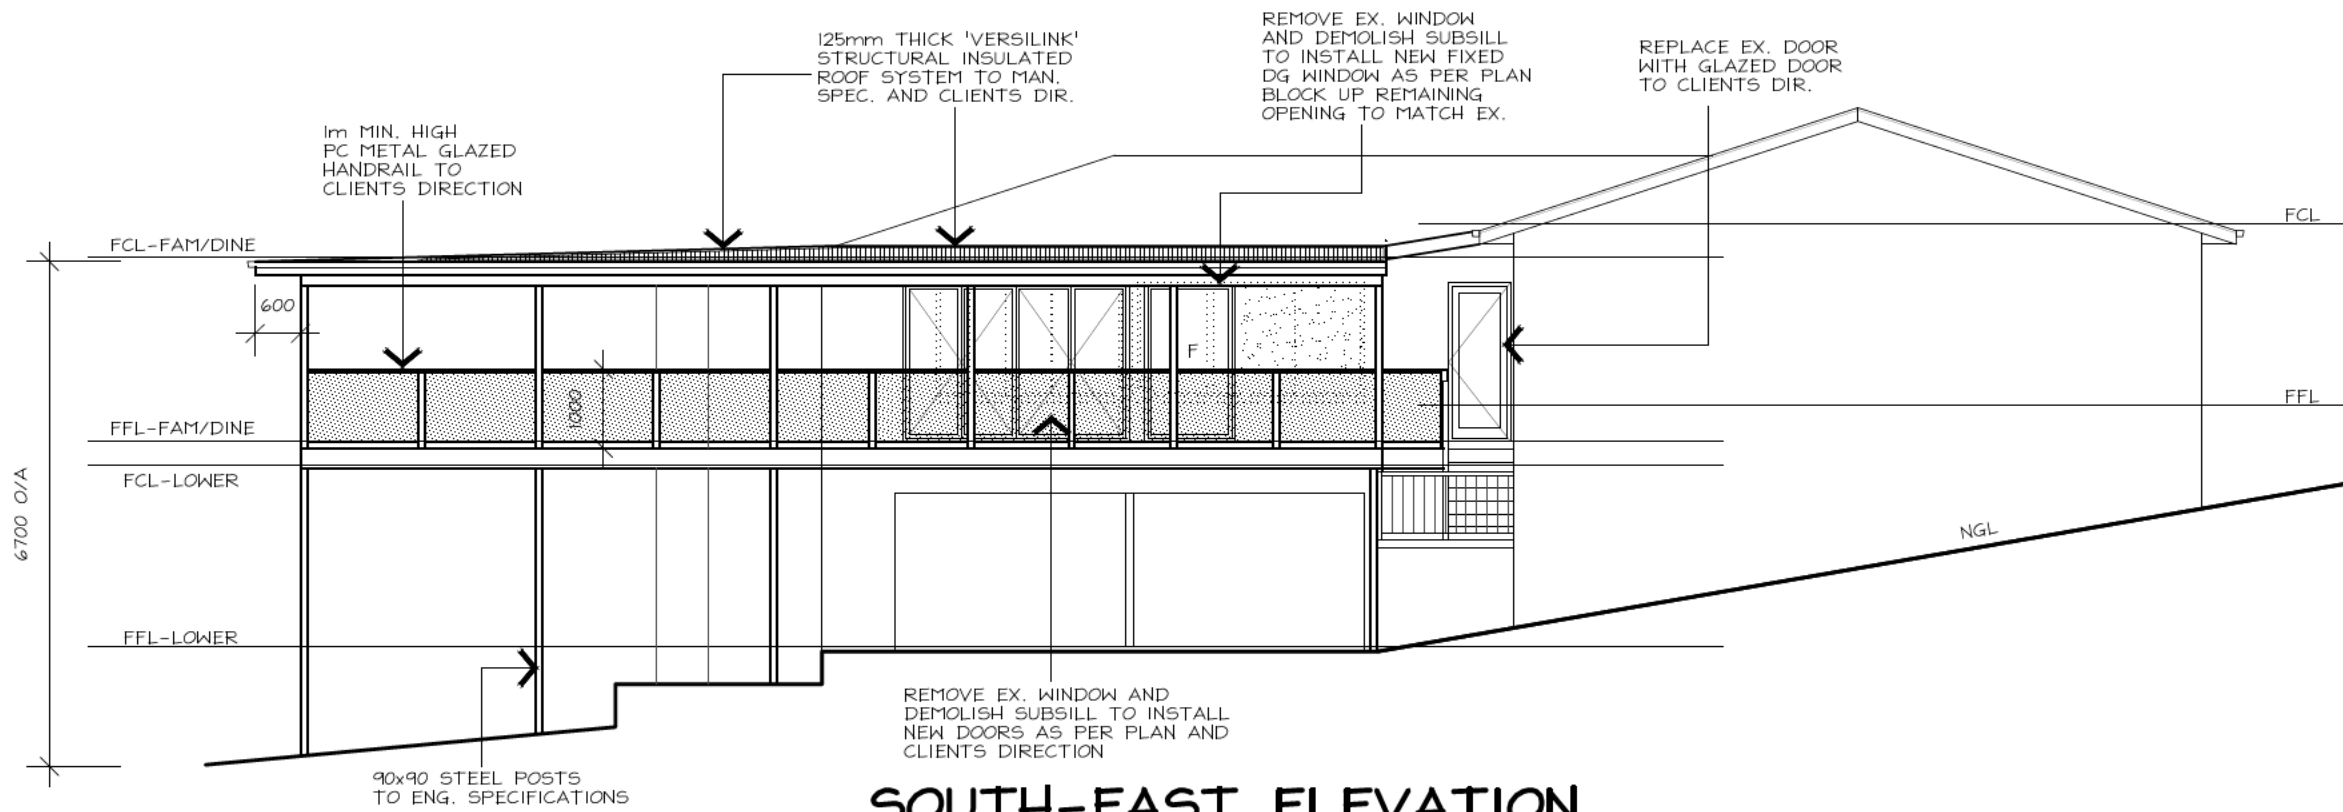 REMOVE EX. WINDOW
AND DEMOLISH SUBSILL
TO INSTALL NEW FIXED
DG WINDOW AS PER PLAN
BLOCK UP REMAINING
OPENING TO MATCH EX.
125mm THICK 'VERSILINK'
STRUCTURAL INSULATED
ROOF SYSTEM TO MAN.
SPEC. AND CLIENTS DIR.
REPLACE EX. DOOR
WITH GLAZED DOOR
TO CLIENTS DIR.
1m MIN. HIGH
PC METAL GLAZED
HANDRAIL TO
CLIENTS DIRECTION
FCL
FCL-FAM/DINE
600
F
1000
FFL
FFL-FAM/DINE
FCL-LOWER
6700 O/A
NGL
FFL-LOWER
REMOVE EX. WINDOW AND
DEMOLISH SUBSILL TO INSTALL
NEW DOORS AS PER PLAN AND
CLIENTS DIRECTION
90x90 STEEL POSTS
TO ENG. SPECIFICATIONS
SOUTH-EAST ELEVATION